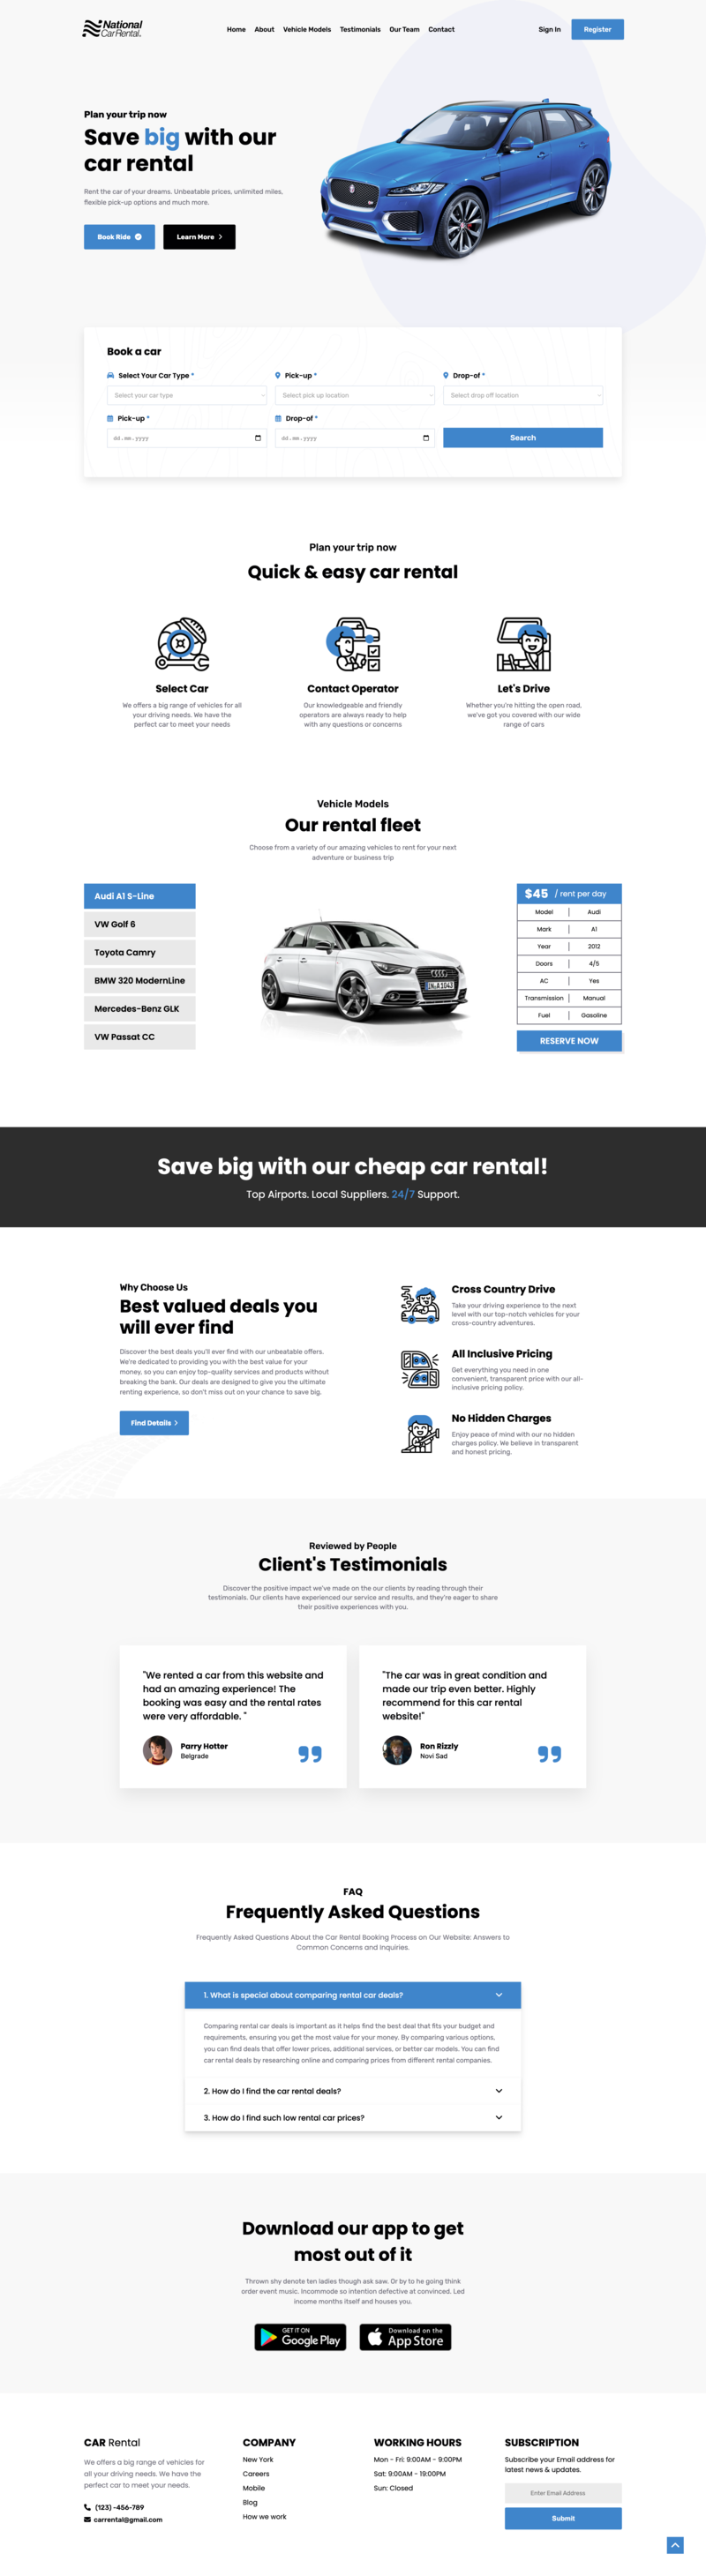 National
Car Rental.
Home About Vehicle Models Testimonials Our Team Contact
Sign In Register
Plan your trip now
Save big with our
car rental
Rent the car of your dreams. Unbeatable prices, unlimited miles,
flexible pick-up options and much more.
Book Ride Learn More
Book a car
Select Your Car Type * Pick-up * Drop-of *
Select your car type Select pick up location Select drop off location
Pick-up * Drop-of *
dd.mm.yyyy dd.mm.yyyy Search
Plan your trip now
Quick & easy car rental
Select Car
We offers a big range of vehicles for all
your driving needs. We have the
perfect car to meet your needs
Contact Operator
Our knowledgeable and friendly
operators are always ready to help
with any questions or concerns
Let's Drive
Whether you're hitting the open road,
we've got you covered with our wide
range of cars
Vehicle Models
Our rental fleet
Choose from a variety of our amazing vehicles to rent for your next
adventure or business trip
Audi A1 S-Line
VW Golf 6
Toyota Camry
BMW 320 ModernLine
Mercedes-Benz GLK
VW Passat CC
$45 / rent per day
Model | Audi
Mark | A1
Year | 2012
Doors | 4/5
AC | Yes
Transmission | Manual
Fuel | Gasoline
RESERVE NOW
Save big with our cheap car rental!
Top Airports. Local Suppliers. 24/7 Support.
Why Choose Us
Best valued deals you
will ever find
Discover the best deals you'll ever find with our unbeatable offers.
We're dedicated to providing you with the best value for your
money, so you can enjoy top-quality services and products without
breaking the bank. Our deals are designed to give you the ultimate
renting experience, so don't miss out on your chance to save big.
Find Details
Cross Country Drive
Take your driving experience to the next
level with our top-notch vehicles for your
cross-country adventures.
All Inclusive Pricing
Get everything you need in one
convenient, transparent price with our all-
inclusive pricing policy.
No Hidden Charges
Enjoy peace of mind with our no hidden
charges policy. We believe in transparent
and honest pricing.
Reviewed by People
Client's Testimonials
Discover the positive impact we've made on the our clients by reading through their
testimonials. Our clients have experienced our service and results, and they're eager to share
their positive experiences with you.
"We rented a car from this website and
had an amazing experience! The
booking was easy and the rental rates
were very affordable. "
Parry Hotter
Belgrade
"The car was in great condition and
made our trip even better. Highly
recommend for this car rental
website!"
Ron Rizzly
Novi Sad
FAQ
Frequently Asked Questions
Frequently Asked Questions About the Car Rental Booking Process on Our Website: Answers to
Common Concerns and Inquiries.
1. What is special about comparing rental car deals?
Comparing rental car deals is important as it helps find the best deal that fits your budget and
requirements, ensuring you get the most value for your money. By comparing various options,
you can find deals that offer lower prices, additional services, or better car models. You can find
car rental deals by researching online and comparing prices from different rental companies.
2. How do I find the car rental deals?
3. How do I find such low rental car prices?
Download our app to get
most out of it
Thrown shy denote ten ladies though ask saw. Or by to he going think
order event music. Incommode so intention defective at convinced. Led
income months itself and houses you.
GET IT ON
Google Play
Download on the
App Store
CAR Rental
We offers a big range of vehicles for
all your driving needs. We have the
perfect car to meet your needs.
(123) -456-789
carrental@gmail.com
COMPANY
New York
Careers
Mobile
Blog
How we work
WORKING HOURS
Mon - Fri: 9:00AM - 9:00PM
Sat: 9:00AM - 19:00PM
Sun: Closed
SUBSCRIPTION
Subscribe your Email address for
latest news & updates.
Enter Email Address
Submit